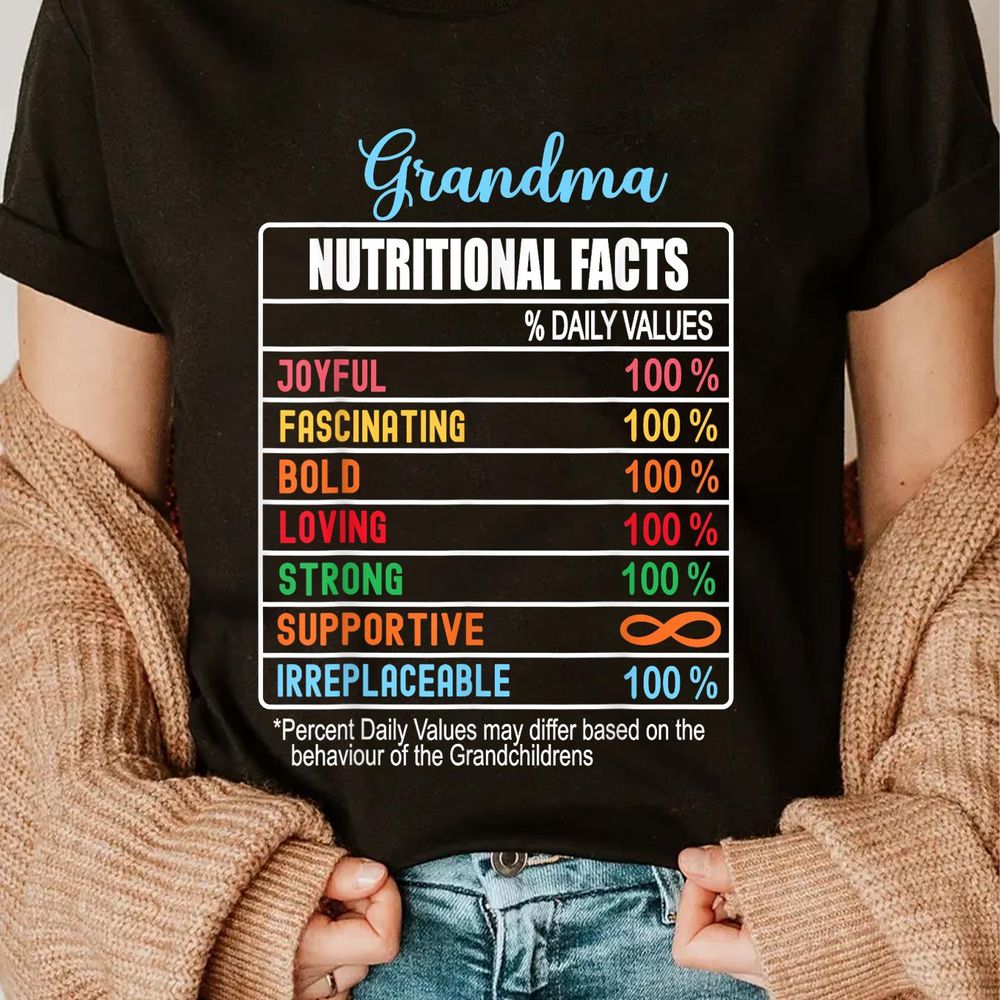 Grandma
NUTRITIONAL FACTS
% DAILY VALUES
JOYFUL 100 %
FASCINATING 100 %
BOLD 100 %
LOVING 100 %
STRONG 100 %
SUPPORTIVE ∞
IRREPLACEABLE 100 %
*Percent Daily Values may differ based on the
behaviour of the Grandchildrens